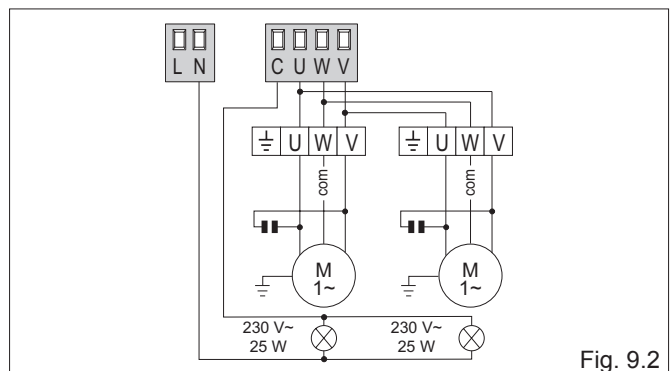 L N
C U W V
U W V
U W V
com
com
M
1~
M
1~
230 V~
25 W
230 V~
25 W
Fig. 9.2